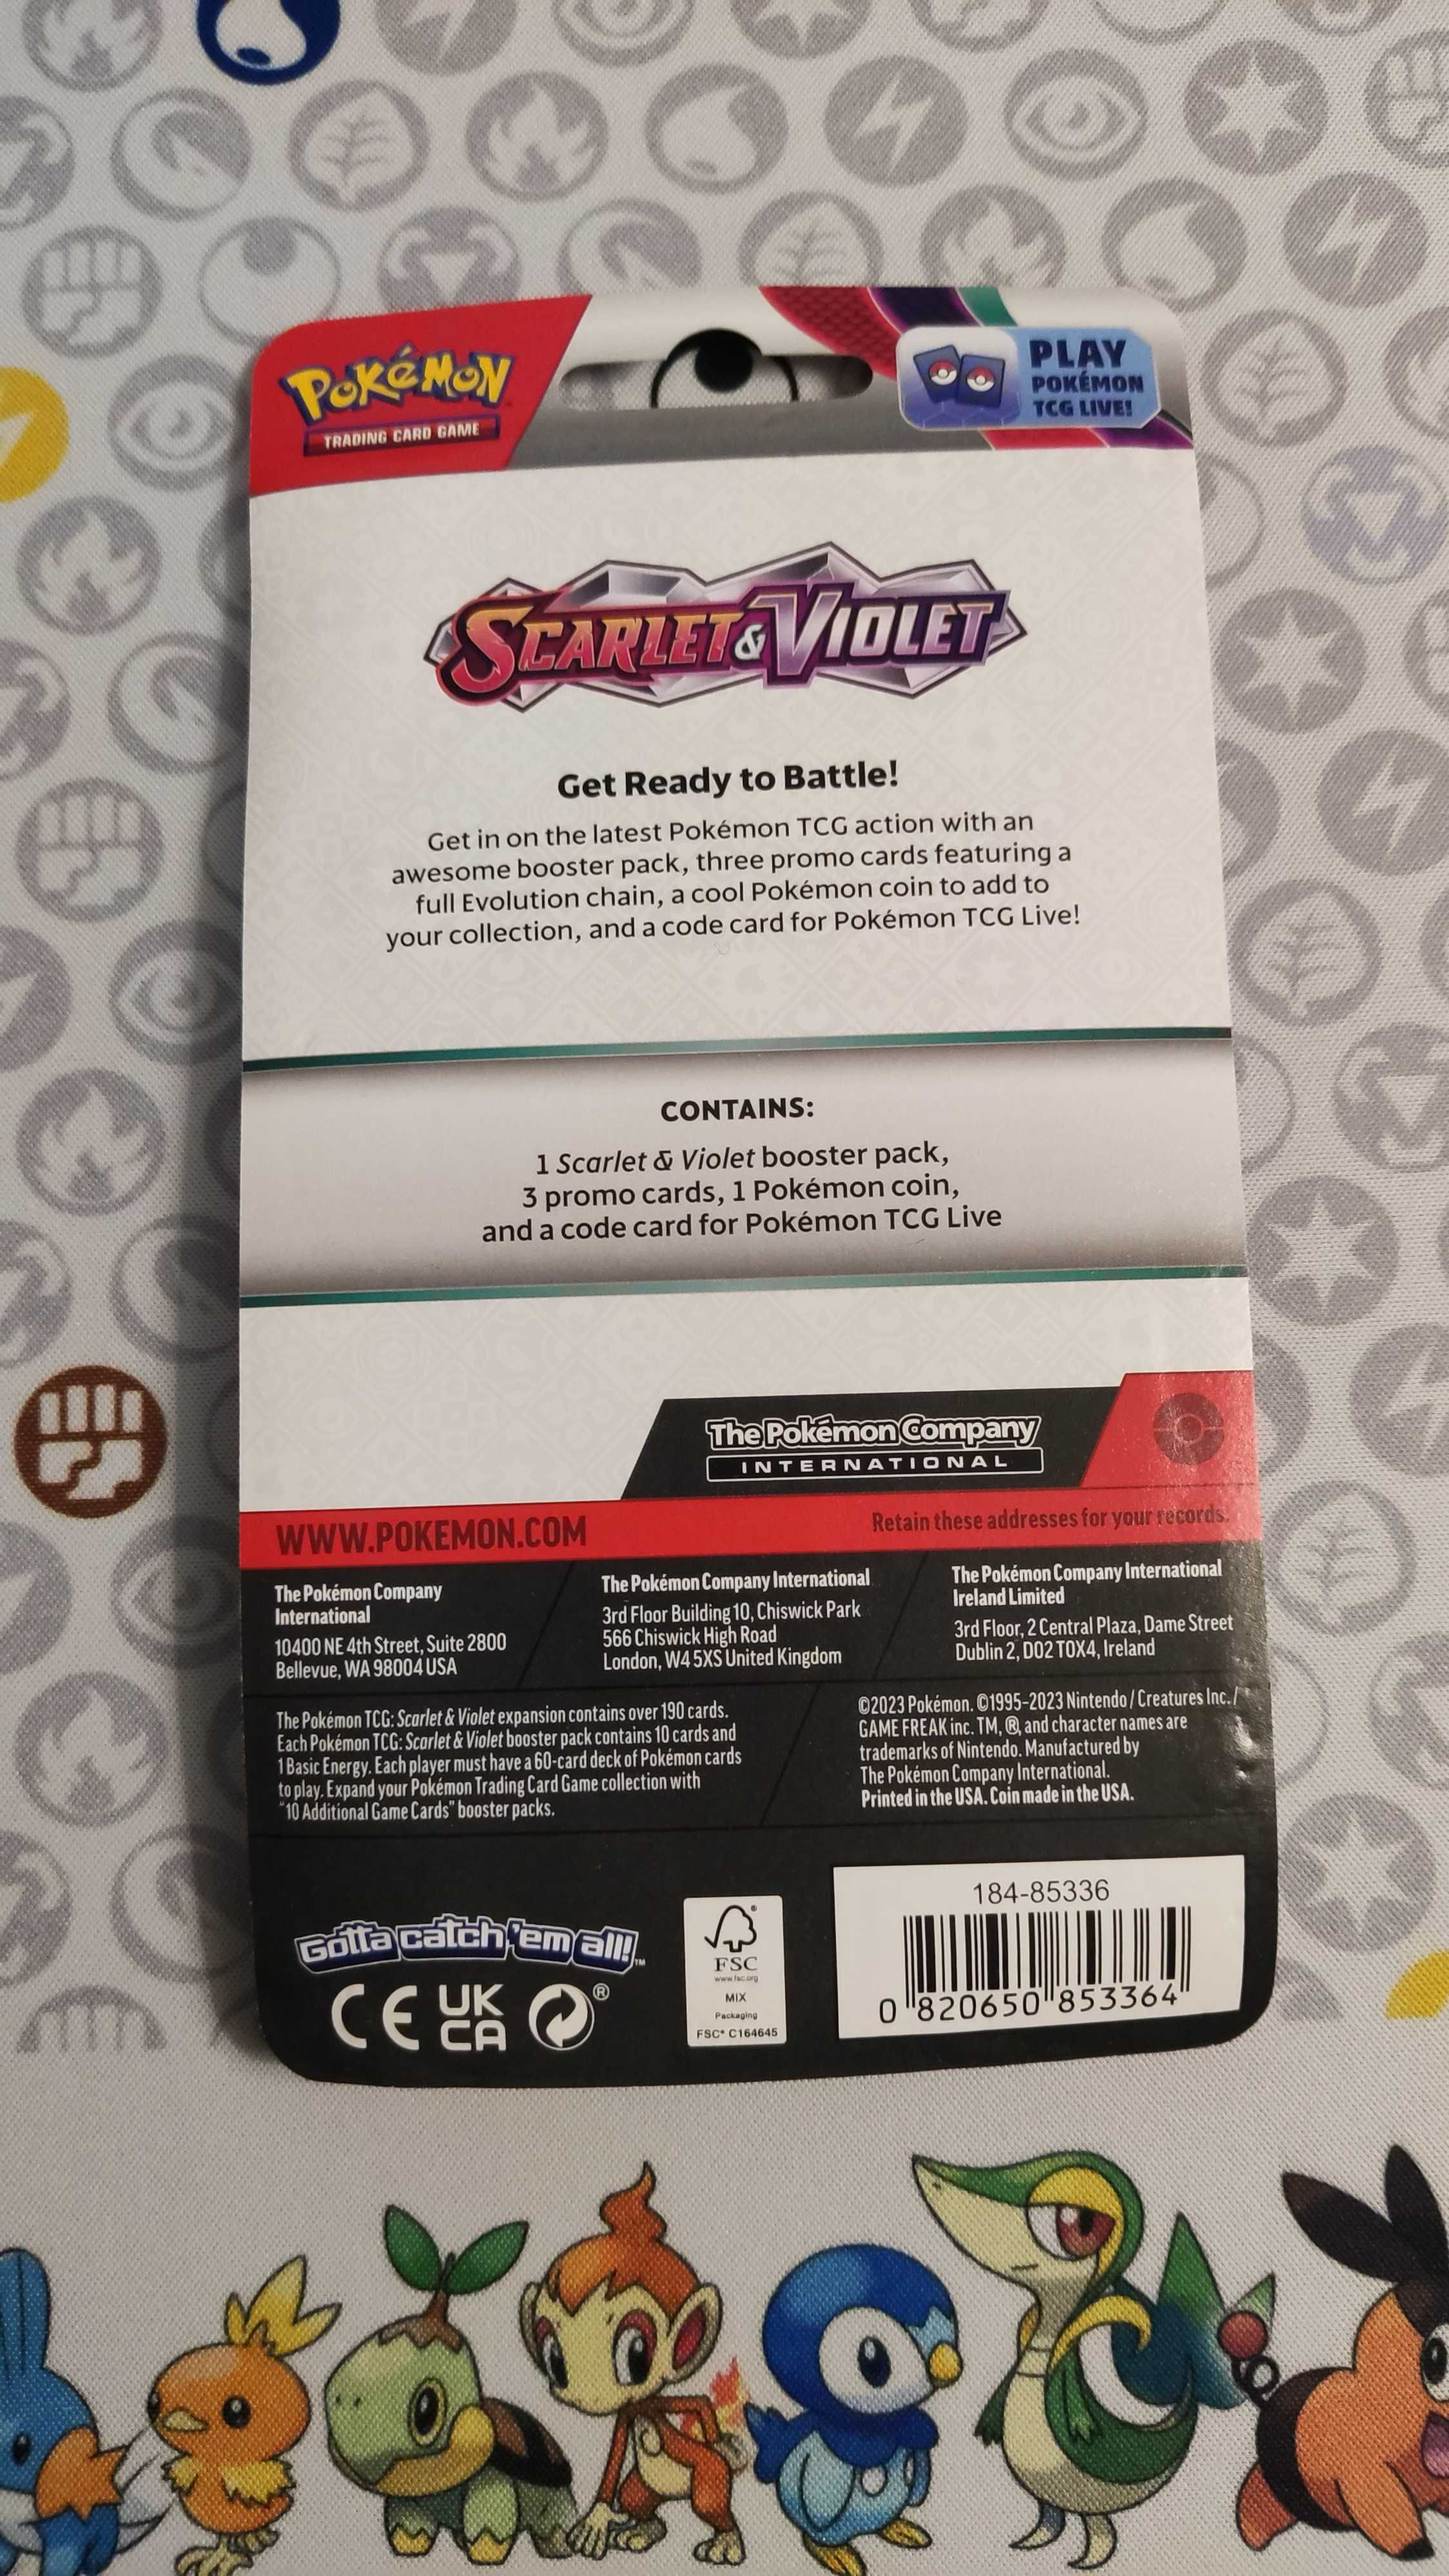 POKéMON
TRADING CARD GAME
PLAY
POKÉMON
TCG LIVE!
SCARLET & VIOLET
Get Ready to Battle!
Get in on the latest Pokémon TCG action with an
awesome booster pack, three promo cards featuring a
full Evolution chain, a cool Pokémon coin to add to
your collection, and a code card for Pokémon TCG Live!
CONTAINS:
1 Scarlet & Violet booster pack,
3 promo cards, 1 Pokémon coin,
and a code card for Pokémon TCG Live
The Pokémon Company
INTERNATIONAL
WWW.POKEMON.COM
Retain these addresses for your records.
The Pokémon Company
International
10400 NE 4th Street, Suite 2800
Bellevue, WA 98004 USA
The Pokémon Company International
3rd Floor Building 10, Chiswick Park
566 Chiswick High Road
London, W4 5XS United Kingdom
The Pokémon Company International
Ireland Limited
3rd Floor, 2 Central Plaza, Dame Street
Dublin 2, D02 T0X4, Ireland
The Pokémon TCG: Scarlet & Violet expansion contains over 190 cards.
Each Pokémon TCG: Scarlet & Violet booster pack contains 10 cards and
1 Basic Energy. Each player must have a 60-card deck of Pokémon cards
to play. Expand your Pokémon Trading Card Game collection with
"10 Additional Game Cards" booster packs.
©2023 Pokémon. ©1995-2023 Nintendo / Creatures Inc. /
GAME FREAK inc. TM, ®, and character names are
trademarks of Nintendo. Manufactured by
The Pokémon Company International.
Printed in the USA. Coin made in the USA.
Gotta catch 'em all!™
CE UK
CA ®
FSC
www.fsc.org
MIX
Packaging
FSC® C164645
184-85336
0 820650 853364